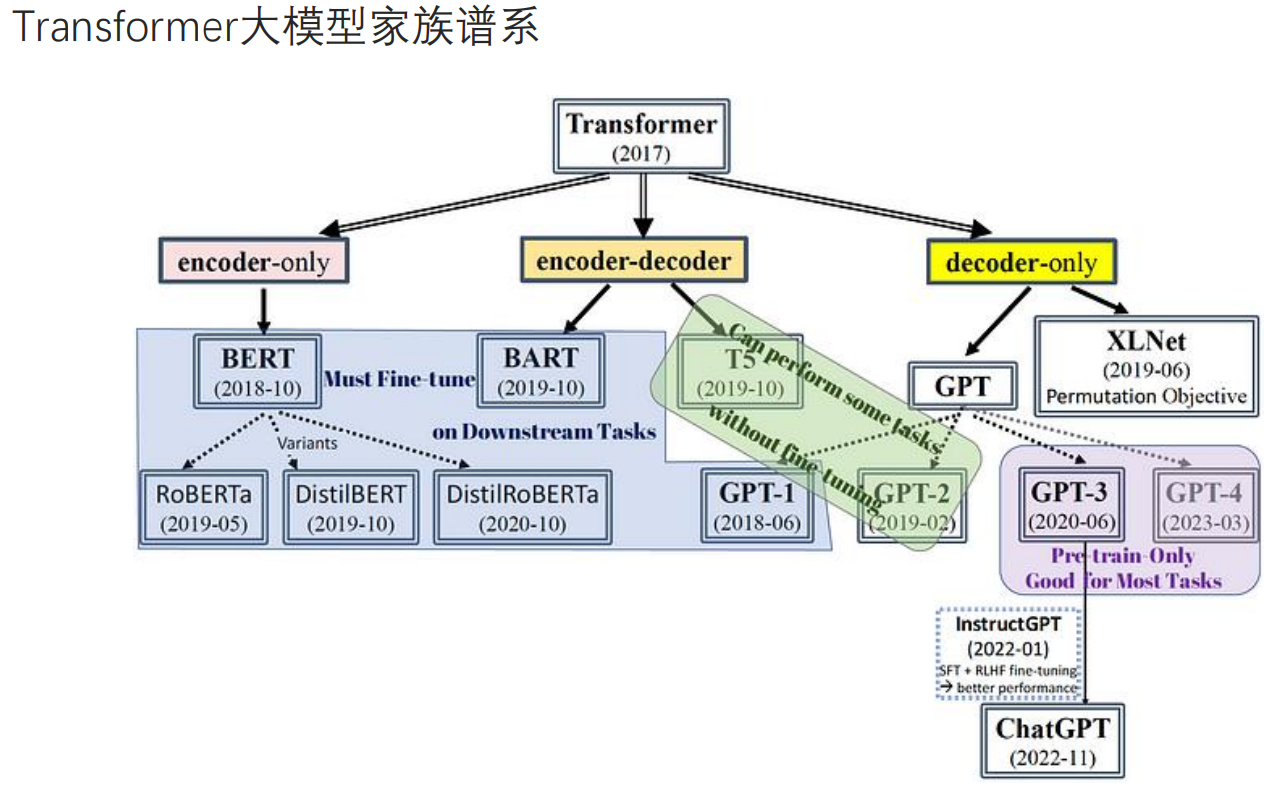 Transformer大模型家族谱系
Transformer
(2017)
encoder-only
encoder-decoder
decoder-only
BERT
(2018-10)
Must Fine-tune
on Downstream Tasks
BART
(2019-10)
T5
(2019-10)
Can perform some tasks
without fine-tuning
GPT
XLNet
(2019-06)
Permutation Objective
Variants
RoBERTa
(2019-05)
DistilBERT
(2019-10)
DistilRoBERTa
(2020-10)
GPT-1
(2018-06)
GPT-2
(2019-02)
GPT-3
(2020-06)
GPT-4
(2023-03)
Pre-train-Only
Good for Most Tasks
InstructGPT
(2022-01)
SFT + RLHF fine-tuning
→ better performance
ChatGPT
(2022-11)